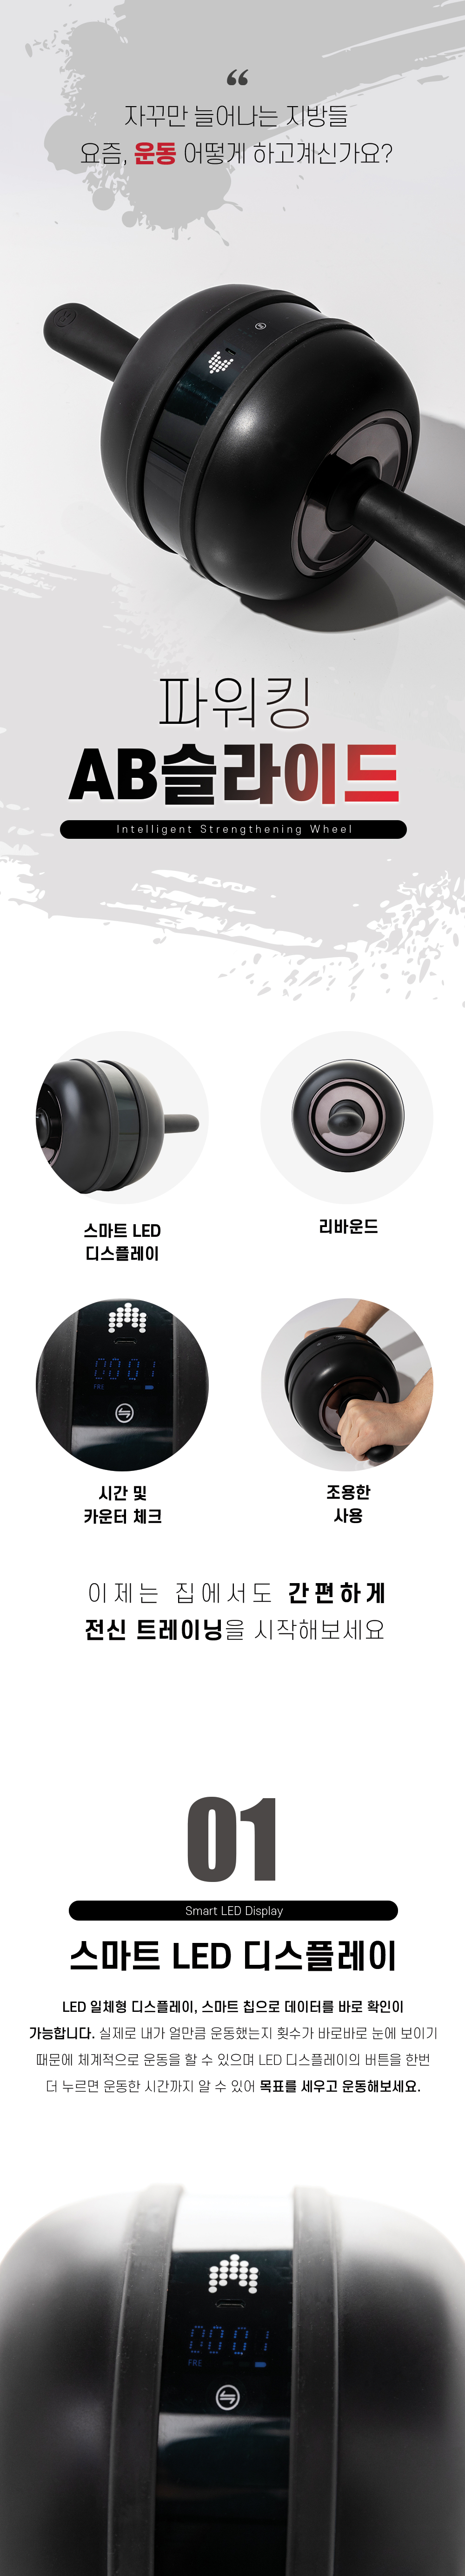 자꾸만 늘어나는 지방들
요즘, 운동 어떻게 하고계신가요?
파워킹
AB슬라이드
Intelligent Strengthening Wheel
스마트 LED
디스플레이
리바운드
0001
FRE
시간 및
카운터 체크
조용한
사용
이제는 집에서도 간편하게
전신 트레이닝을 시작해보세요
01
Smart LED Display
스마트 LED 디스플레이
LED 일체형 디스플레이, 스마트 칩으로 데이터를 바로 확인이
가능합니다. 실제로 내가 얼만큼 운동했는지 횟수가 바로바로 눈에 보이기
때문에 체계적으로 운동을 할 수 있으며 LED 디스플레이의 버튼을 한번
더 누르면 운동한 시간까지 알 수 있어 목표를 세우고 운동해보세요.
0001
FRE